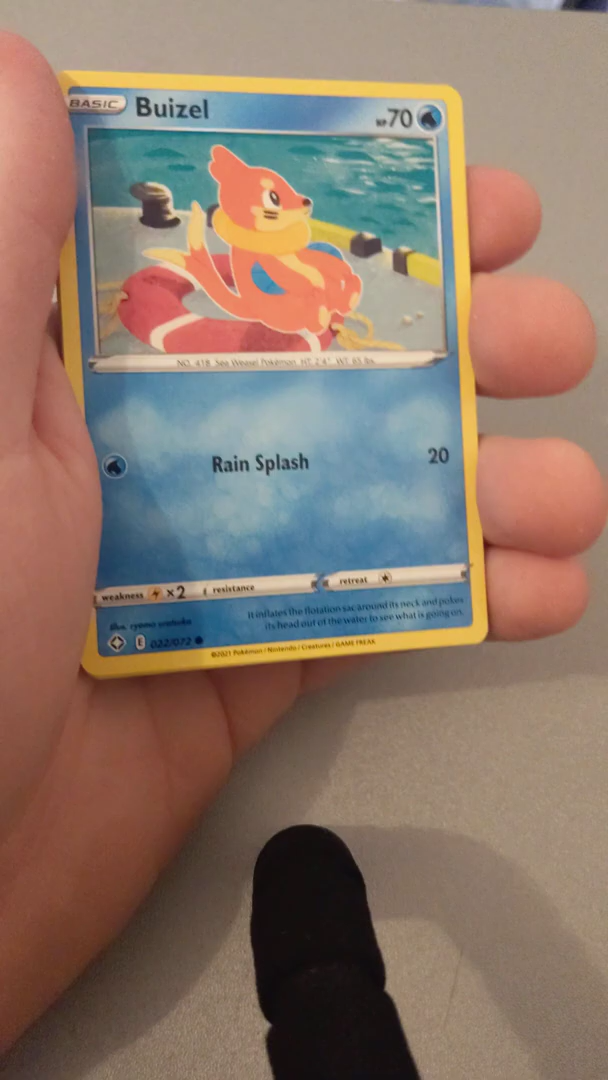 BASIC Buizel HP70
NO. 418 Sea Weasel Pokémon HT: 2'4" WT: 65 lbs.
Rain Splash 20
weakness x2 resistance retreat
It inflates the flotation sac around its neck and pokes
its head out of the water to see what is going on.
Illus.
E 022/072
©2021 Pokémon / Nintendo / Creatures / GAME FREAK